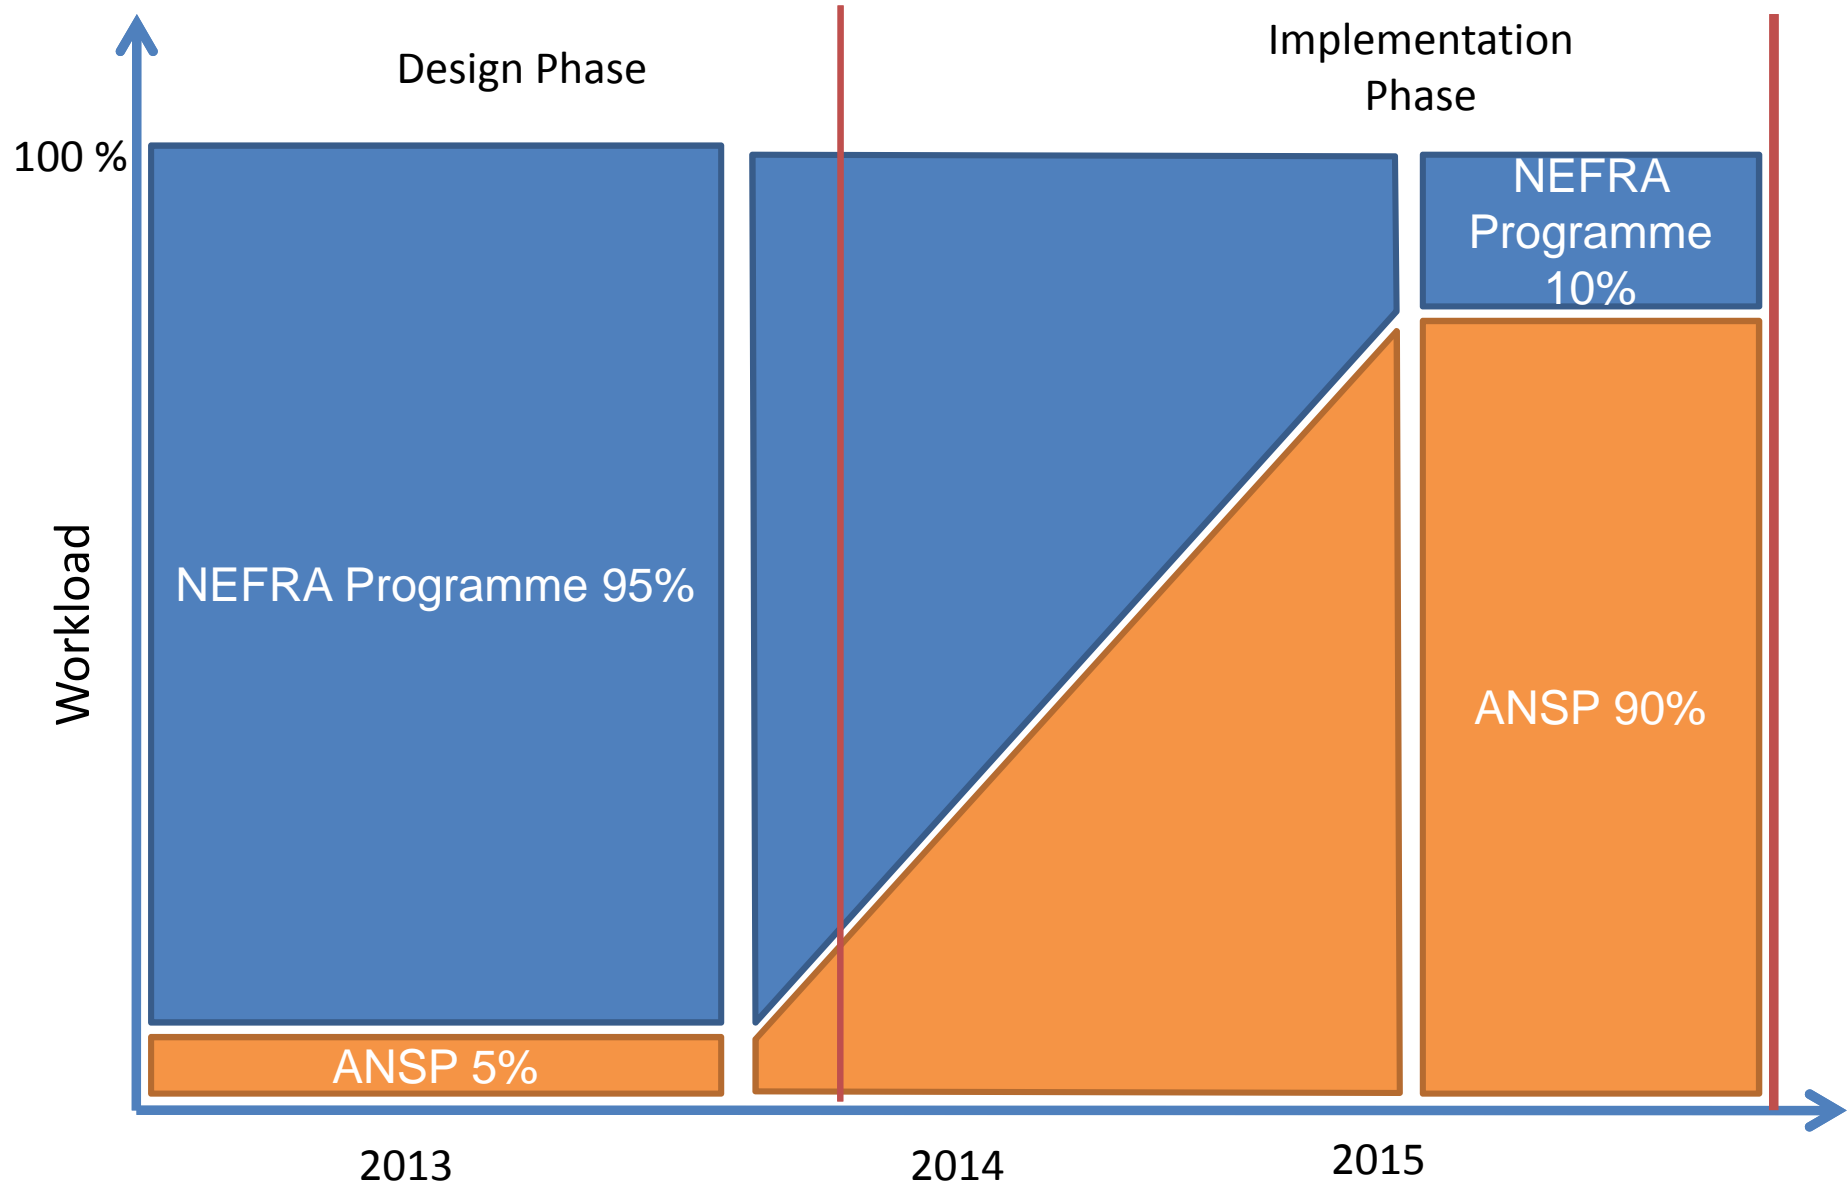 Design Phase
Implementation
Phase
100 %
NEFRA
Programme
10%
Workload
NEFRA Programme 95%
ANSP 90%
ANSP 5%
2013
2014
2015